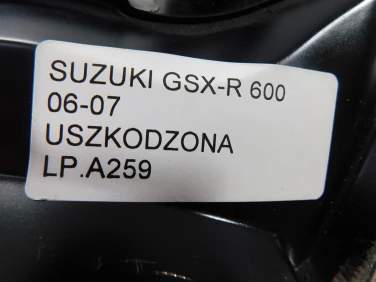 SUZUKI GSX-R 600
06-07
USZKODZONA
LP.A259